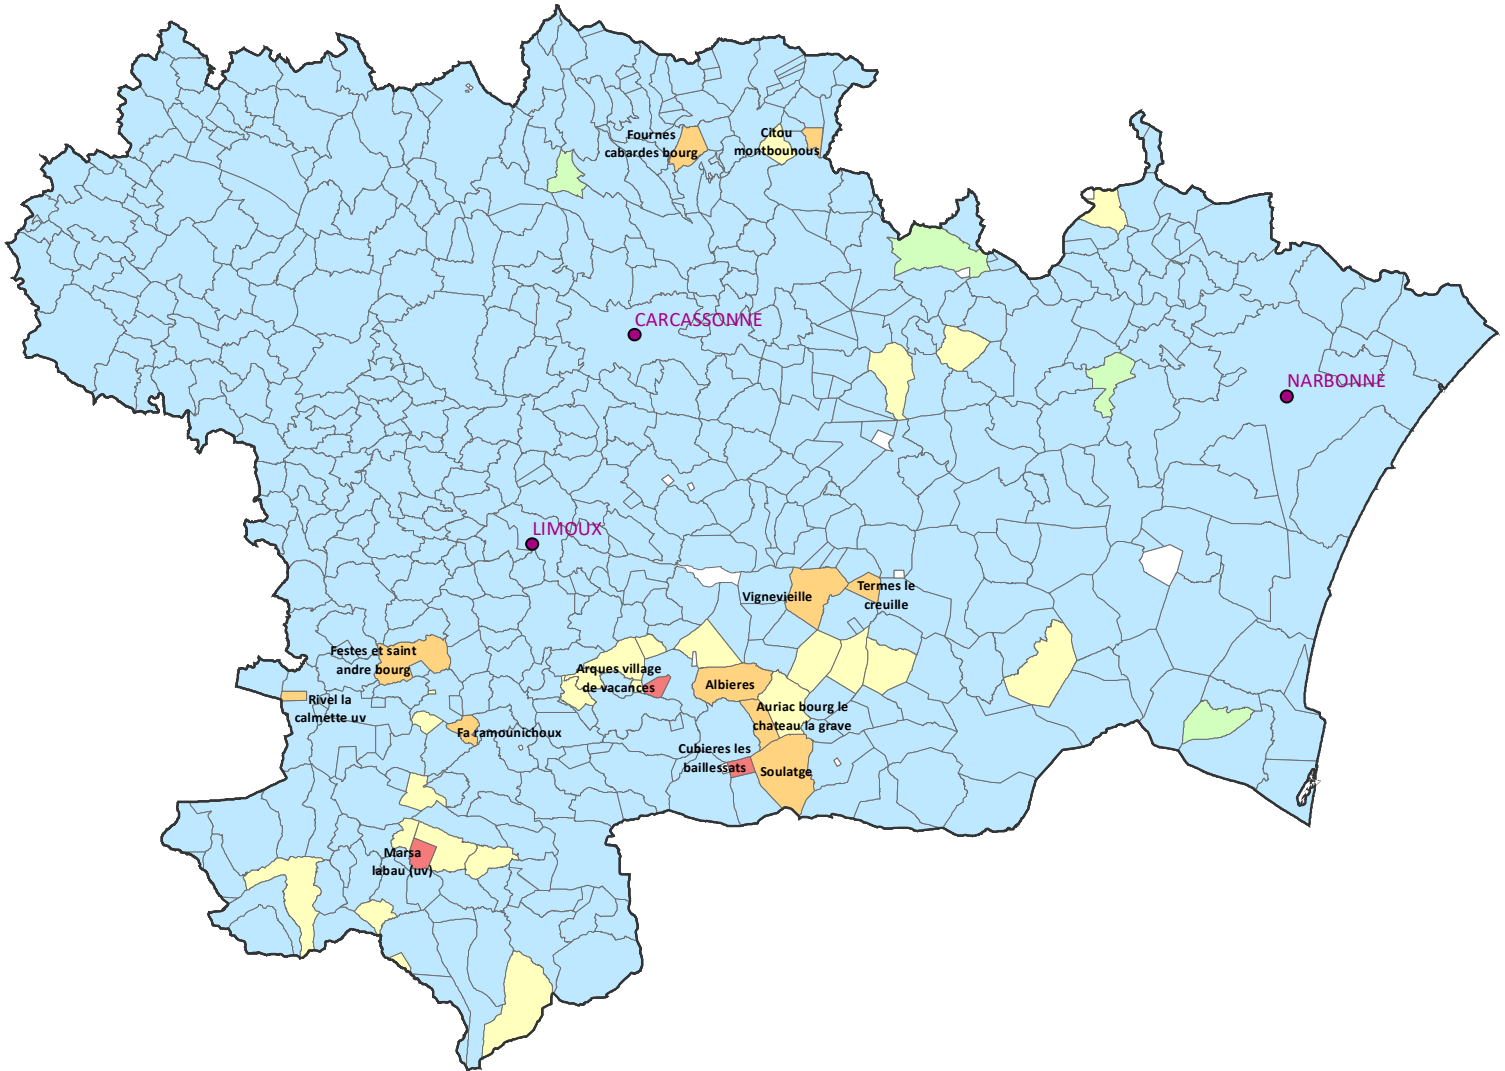 Fournes
cabardes bourg
Citou
montbounous
CARCASSONNE
NARBONNE
LIMOUX
Vignevieille
Termes le
creuille
Festes et saint
andre bourg
Arques village
de vacances
Albieres
Rivel la
calmette uv
Auriac bourg le
chateau la grave
Fa ramounichoux
Cubieres les
baillessats
Soulatge
Marsa
labau (uv)